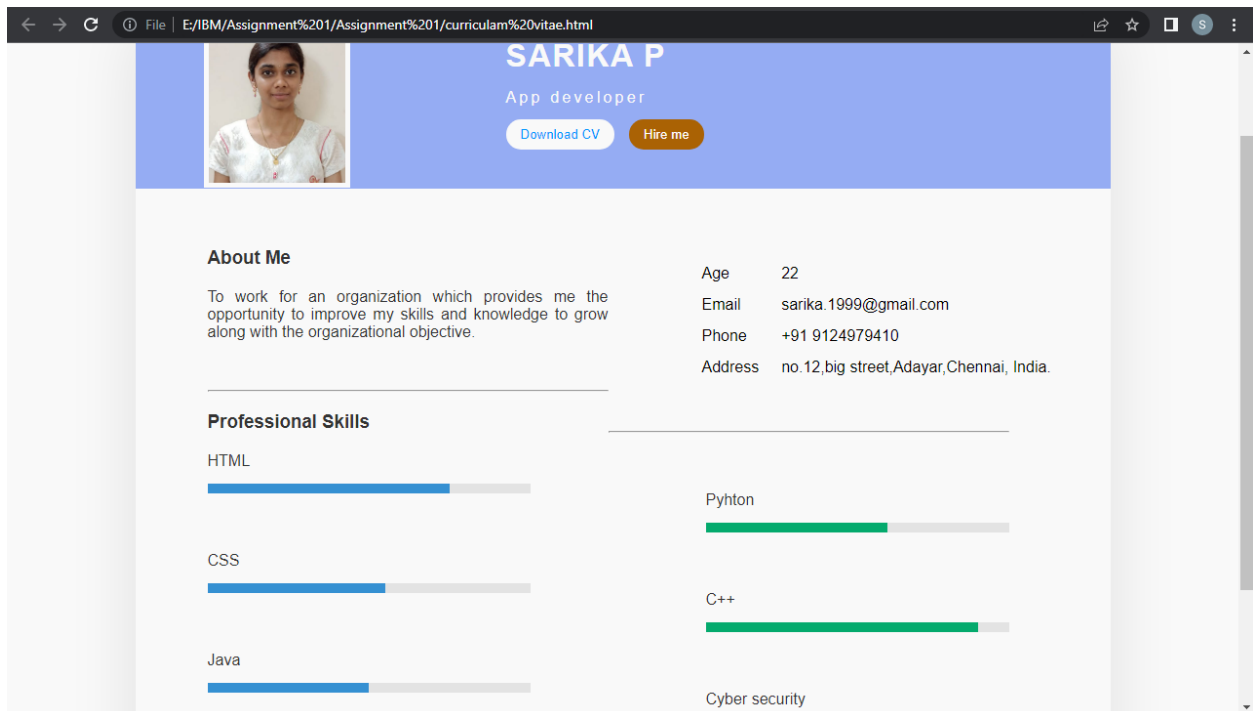 File | E:/IBM/Assignment%201/Assignment%201/curriculam%20vitae.html
S
SARIKA P
App developer
Download CV
Hire me
About Me
To work for an organization which provides me the
opportunity to improve my skills and knowledge to grow
along with the organizational objective.
Age 22
Email sarika.1999@gmail.com
Phone +91 9124979410
Address no.12,big street,Adayar,Chennai, India.
Professional Skills
HTML
CSS
Java
Pyhton
C++
Cyber security